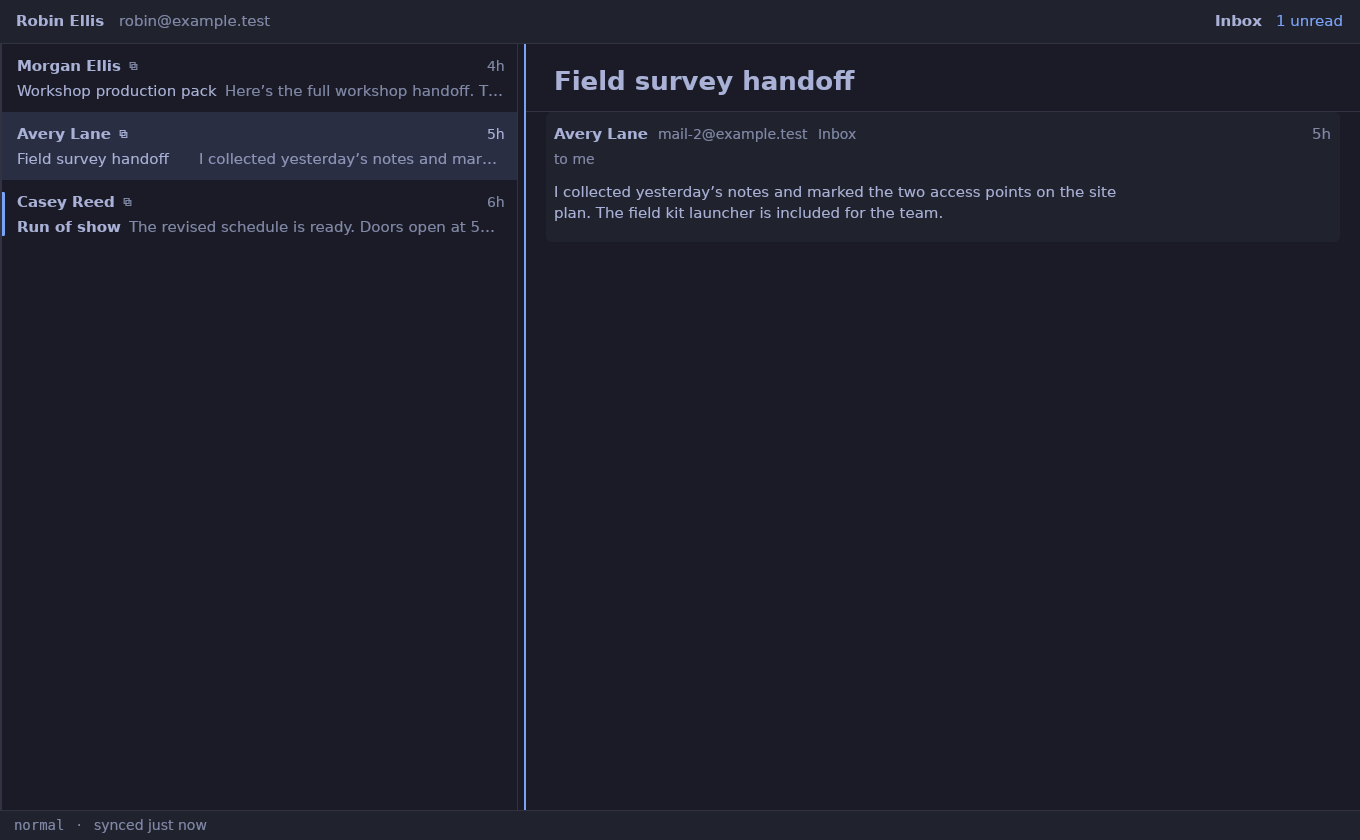 Robin Ellis robin@example.test
Inbox 1 unread
Morgan Ellis 4h
Workshop production pack Here’s the full workshop handoff. T…
Avery Lane 5h
Field survey handoff I collected yesterday’s notes and mar…
Casey Reed 6h
Run of show The revised schedule is ready. Doors open at 5…
Field survey handoff
Avery Lane mail-2@example.test Inbox 5h
to me
I collected yesterday’s notes and marked the two access points on the site
plan. The field kit launcher is included for the team.
normal · synced just now